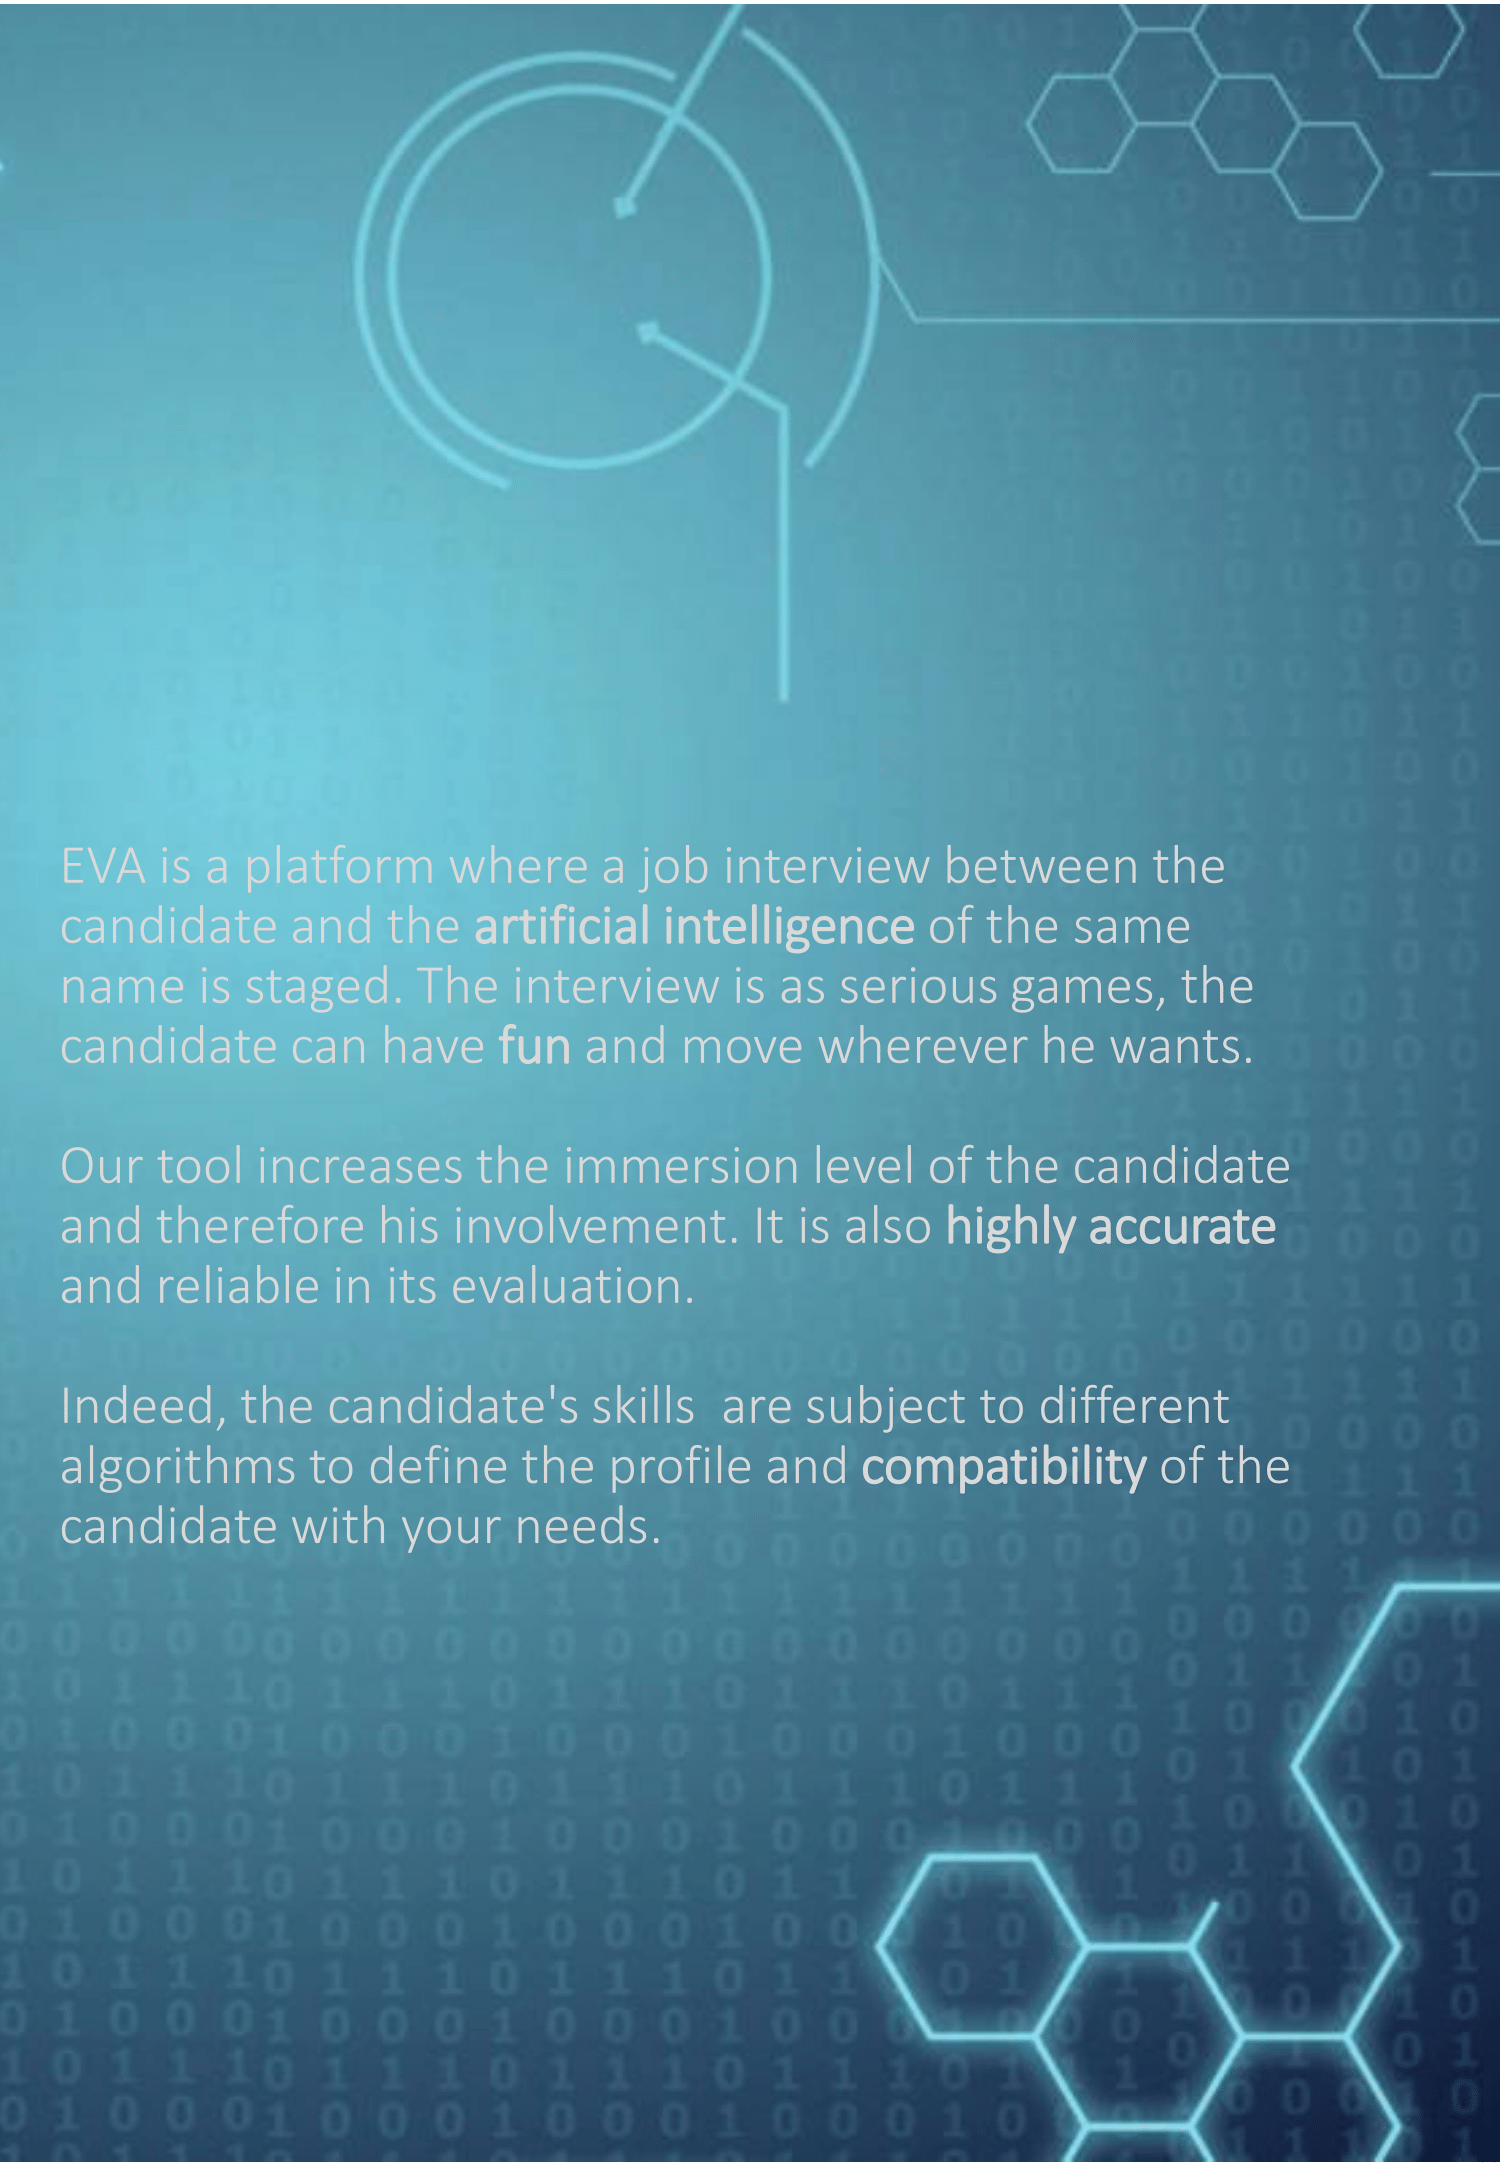 EVA is a platform where a job interview between the
candidate and the artificial intelligence of the same
name is staged. The interview is as serious games, the
candidate can have fun and move wherever he wants.
Our tool increases the immersion level of the candidate
and therefore his involvement. It is also highly accurate
and reliable in its evaluation.
Indeed, the candidate's skills  are subject to different
algorithms to define the profile and compatibility of the
candidate with your needs.